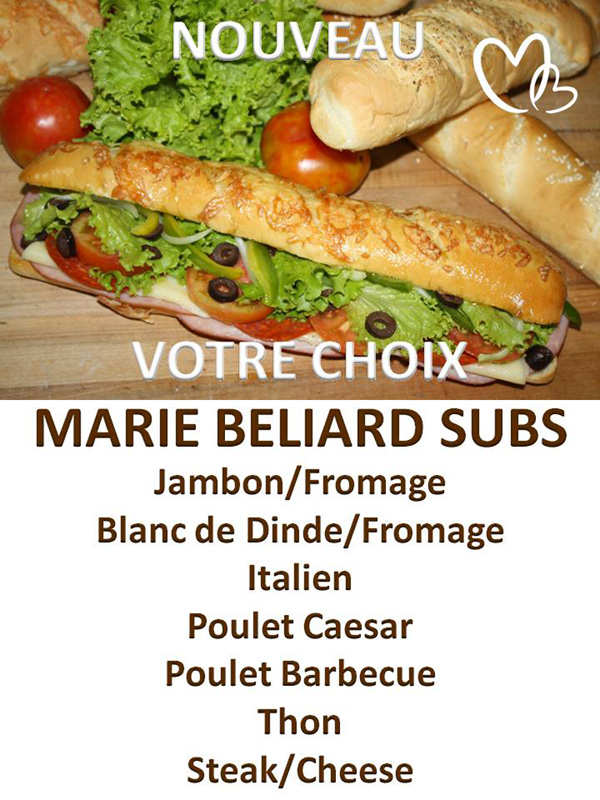 NOUVEAU
VOTRE CHOIX
MARIE BELIARD SUBS
Jambon/Fromage
Blanc de Dinde/Fromage
Italien
Poulet Caesar
Poulet Barbecue
Thon
Steak/Cheese